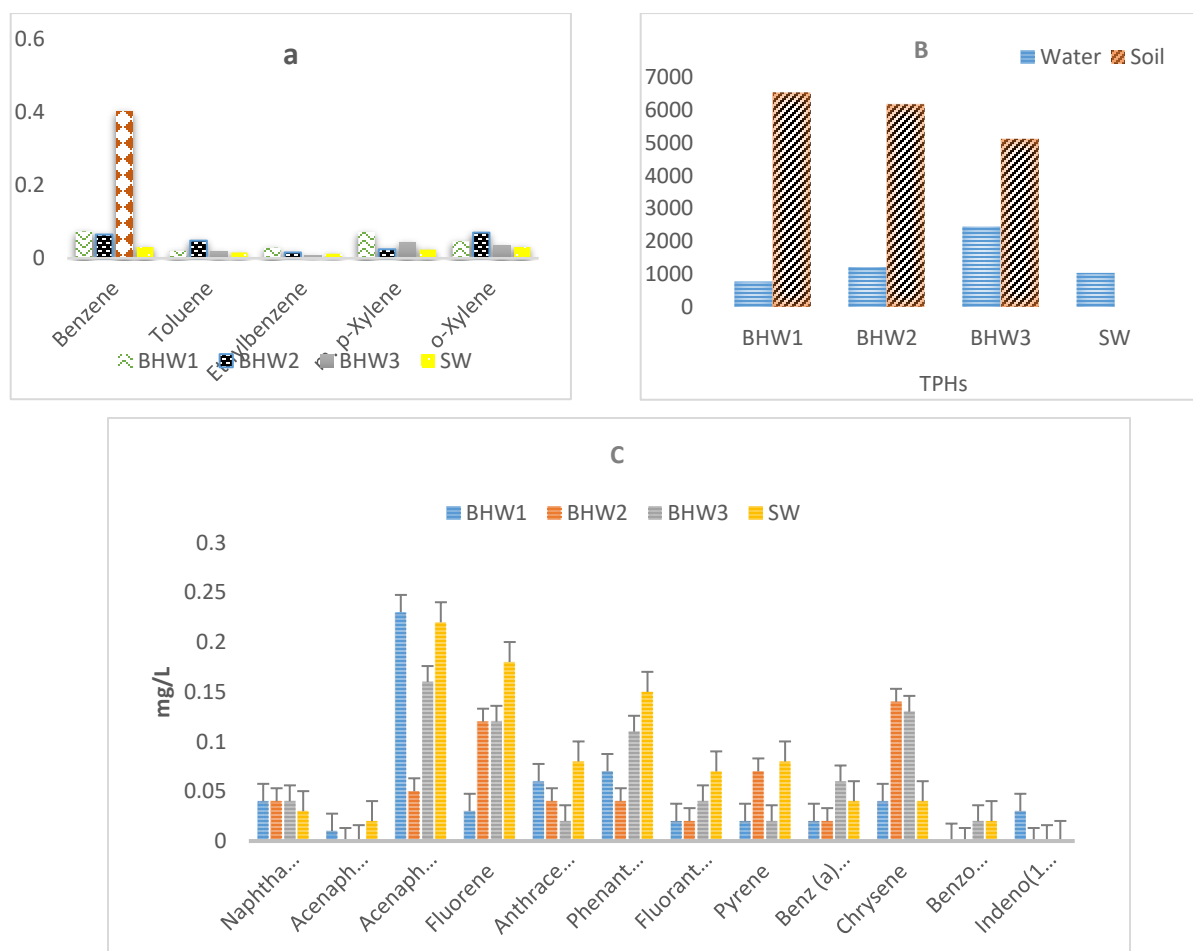 a
0.6
0.4
0.2
0
Benzene
Toluene
p-Xylene
o-Xylene
BHW1 BHW2 BHW3 SW
B
Water Soil
7000
6000
5000
4000
3000
2000
1000
0
BHW1 BHW2 BHW3 SW
TPHs
C
BHW1 BHW2 BHW3 SW
mg/L
0.3
0.25
0.2
0.15
0.1
0.05
0
Naphtha...
Acenaph...
Acenaph...
Fluorene
Anthrace...
Phenant...
Fluorant...
Pyrene
Benz (a)...
Chrysene
Benzo...
Indeno(1...